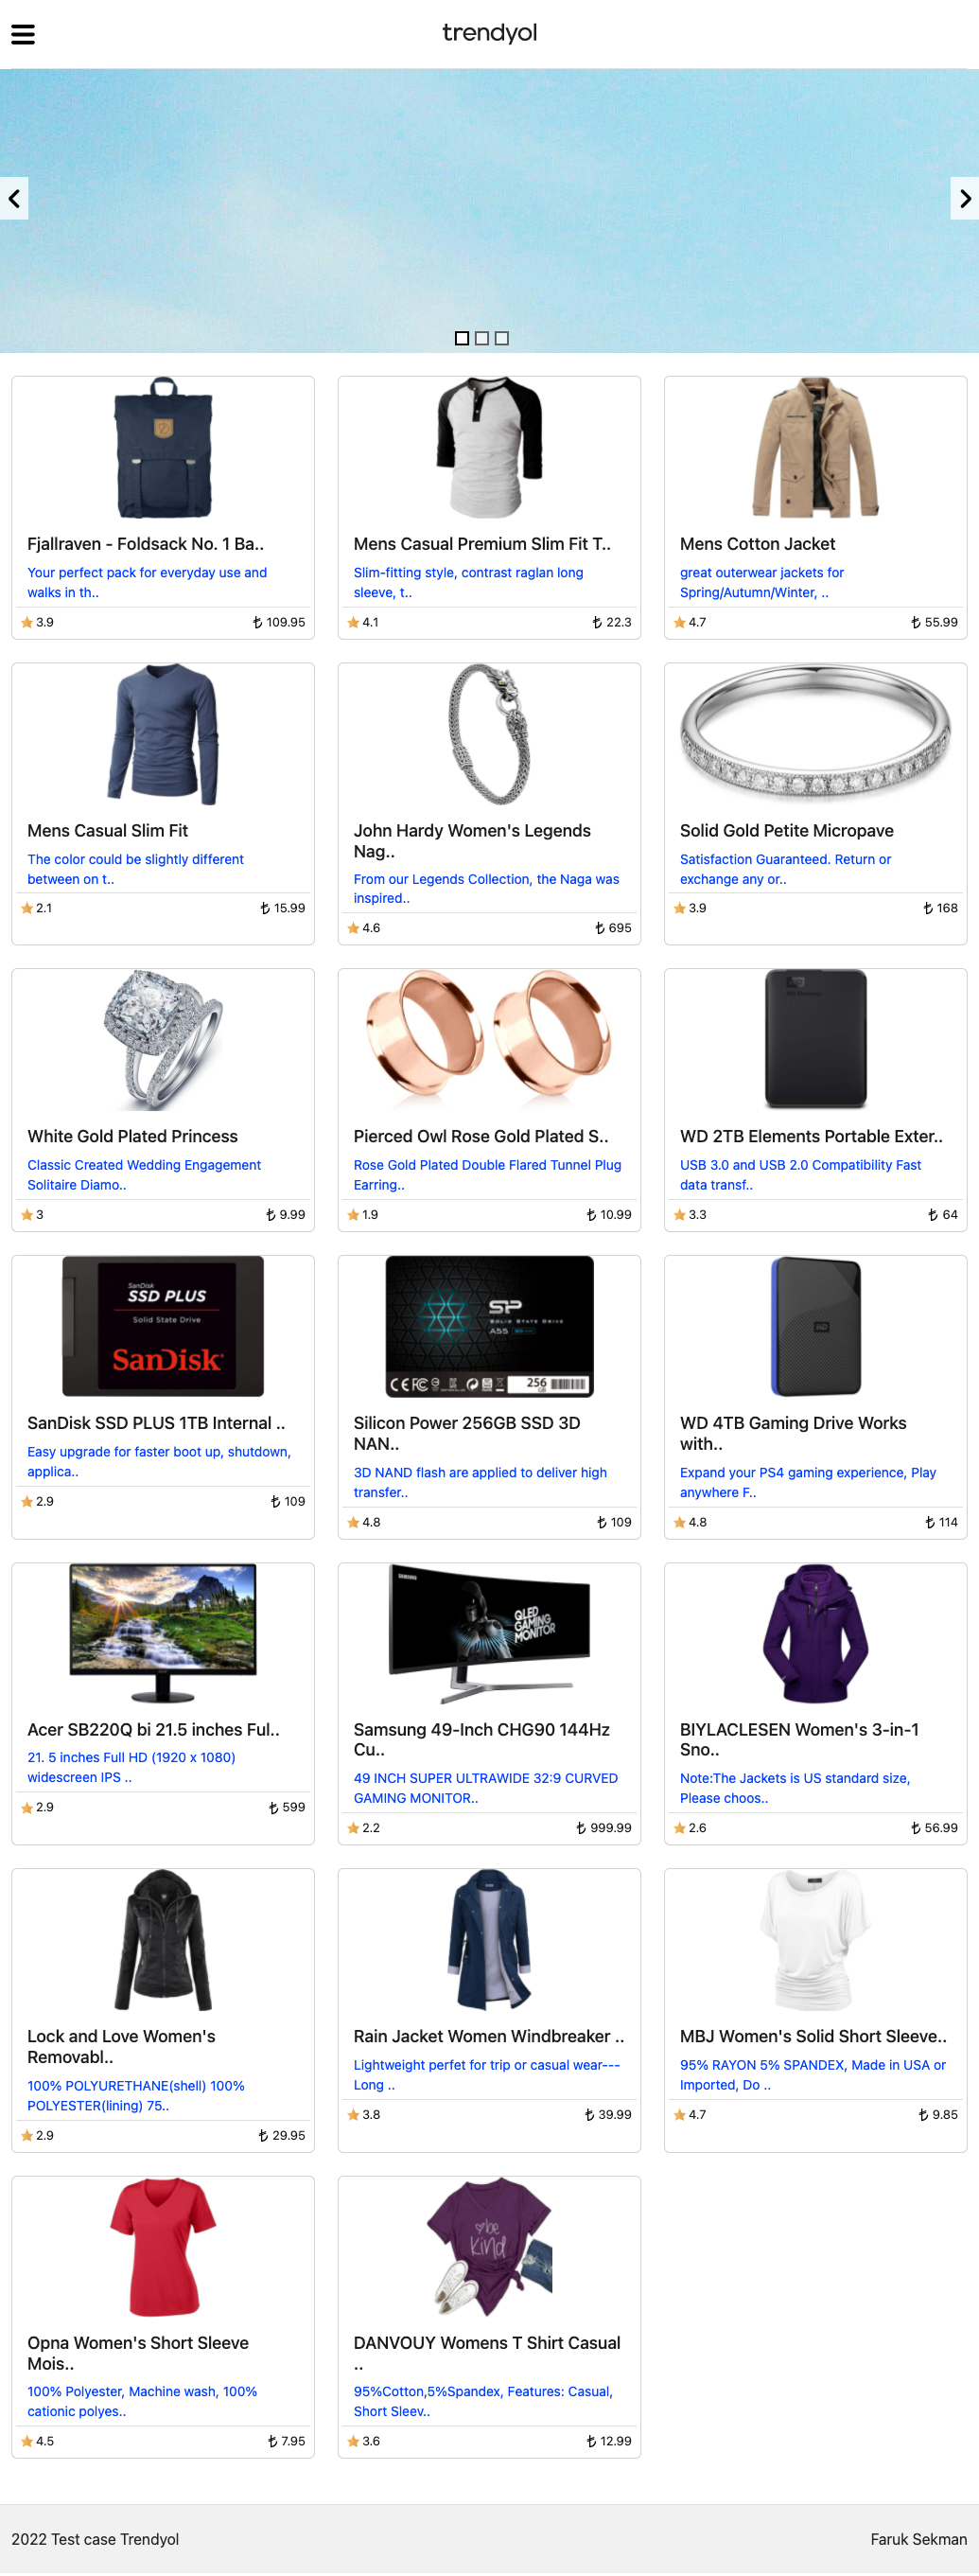 trendyol
Fjallraven - Foldsack No. 1 Ba..
Your perfect pack for everyday use and
walks in th..
3.9 ₺ 109.95
Mens Casual Premium Slim Fit T..
Slim-fitting style, contrast raglan long
sleeve, t..
4.1 ₺ 22.3
Mens Cotton Jacket
great outerwear jackets for
Spring/Autumn/Winter, ..
4.7 ₺ 55.99
Mens Casual Slim Fit
The color could be slightly different
between on t..
2.1 ₺ 15.99
John Hardy Women's Legends
Nag..
From our Legends Collection, the Naga was
inspired..
4.6 ₺ 695
Solid Gold Petite Micropave
Satisfaction Guaranteed. Return or
exchange any or..
3.9 ₺ 168
White Gold Plated Princess
Classic Created Wedding Engagement
Solitaire Diamo..
3 ₺ 9.99
Pierced Owl Rose Gold Plated S..
Rose Gold Plated Double Flared Tunnel Plug
Earring..
1.9 ₺ 10.99
WD 2TB Elements Portable Exter..
USB 3.0 and USB 2.0 Compatibility Fast
data transf..
3.3 ₺ 64
SanDisk
SSD PLUS
Solid State Drive
SanDisk
SanDisk SSD PLUS 1TB Internal ..
Easy upgrade for faster boot up, shutdown,
applica..
2.9 ₺ 109
SP
SOLID STATE DRIVE
A55
256
GB
Silicon Power 256GB SSD 3D
NAN..
3D NAND flash are applied to deliver high
transfer..
4.8 ₺ 109
WD
WD 4TB Gaming Drive Works
with..
Expand your PS4 gaming experience, Play
anywhere F..
4.8 ₺ 114
Acer SB220Q bi 21.5 inches Ful..
21. 5 inches Full HD (1920 x 1080)
widescreen IPS ..
2.9 ₺ 599
SAMSUNG
QLED
GAMING
MONITOR
Samsung 49-Inch CHG90 144Hz
Cu..
49 INCH SUPER ULTRAWIDE 32:9 CURVED
GAMING MONITOR..
2.2 ₺ 999.99
BIYLACLESEN Women's 3-in-1
Sno..
Note:The Jackets is US standard size,
Please choos..
2.6 ₺ 56.99
Lock and Love Women's
Removabl..
100% POLYURETHANE(shell) 100%
POLYESTER(lining) 75..
2.9 ₺ 29.95
Rain Jacket Women Windbreaker ..
Lightweight perfet for trip or casual wear---
Long ..
3.8 ₺ 39.99
MBJ Women's Solid Short Sleeve..
95% RAYON 5% SPANDEX, Made in USA or
Imported, Do ..
4.7 ₺ 9.85
Opna Women's Short Sleeve
Mois..
100% Polyester, Machine wash, 100%
cationic polyes..
4.5 ₺ 7.95
be
kind
DANVOUY Womens T Shirt Casual
..
95%Cotton,5%Spandex, Features: Casual,
Short Sleev..
3.6 ₺ 12.99
2022 Test case Trendyol Faruk Sekman